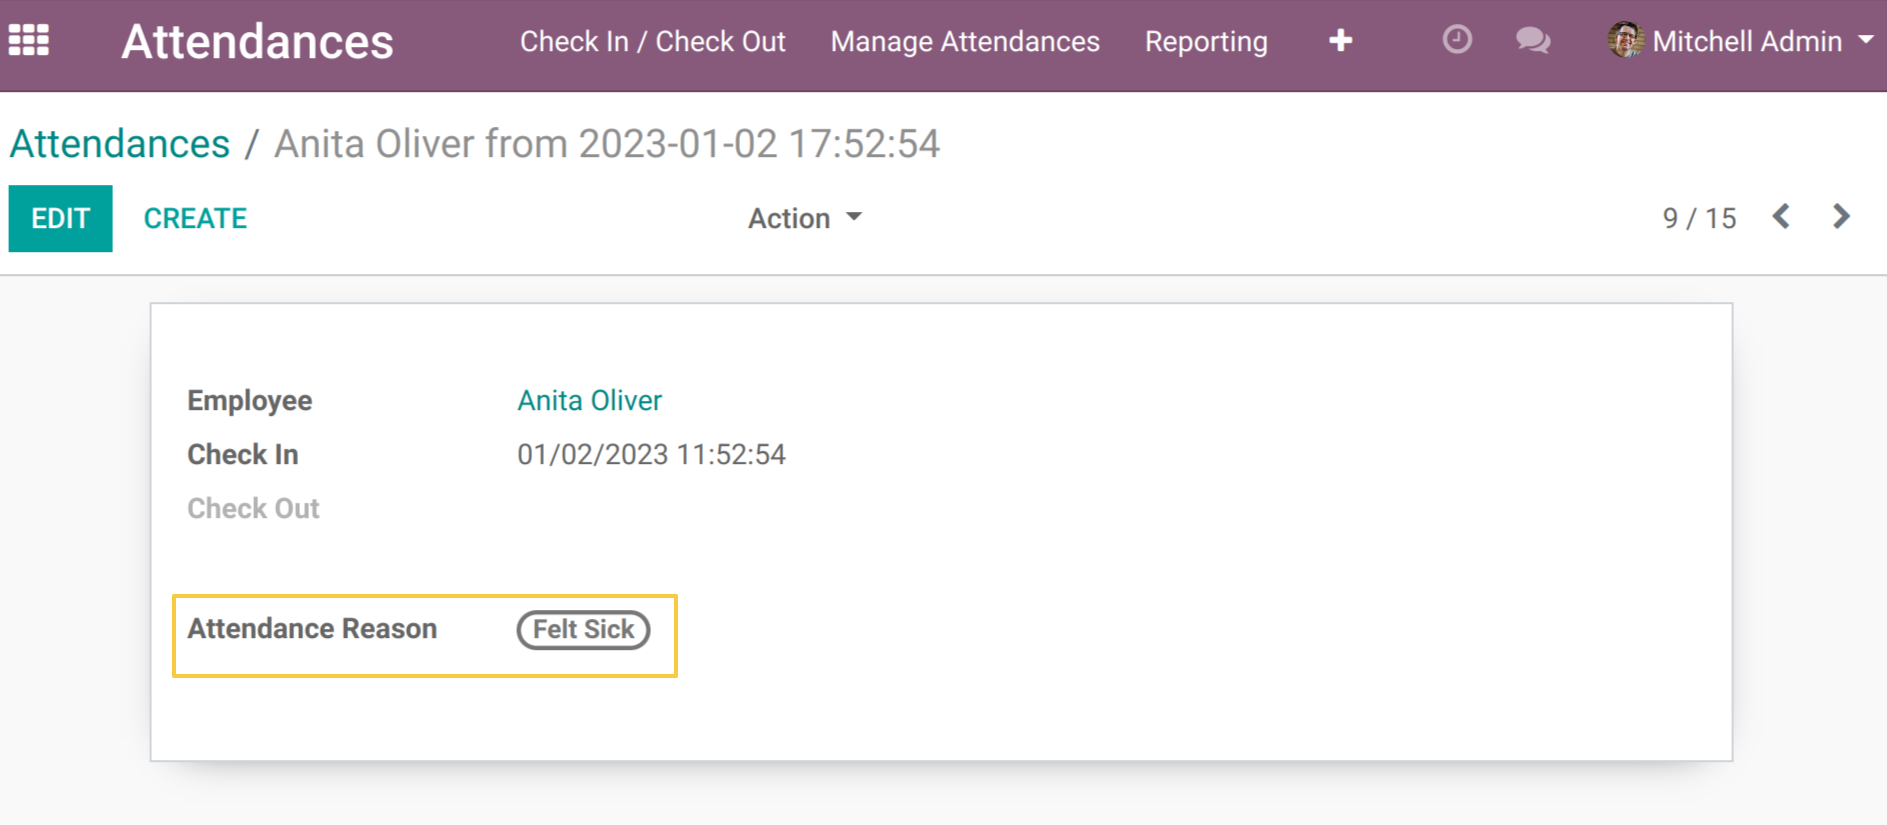 Attendances Check In / Check Out Manage Attendances Reporting Mitchell Admin
Attendances / Anita Oliver from 2023-01-02 17:52:54
EDIT CREATE Action 9 / 15
Employee Anita Oliver
Check In 01/02/2023 11:52:54
Check Out
Attendance Reason Felt Sick